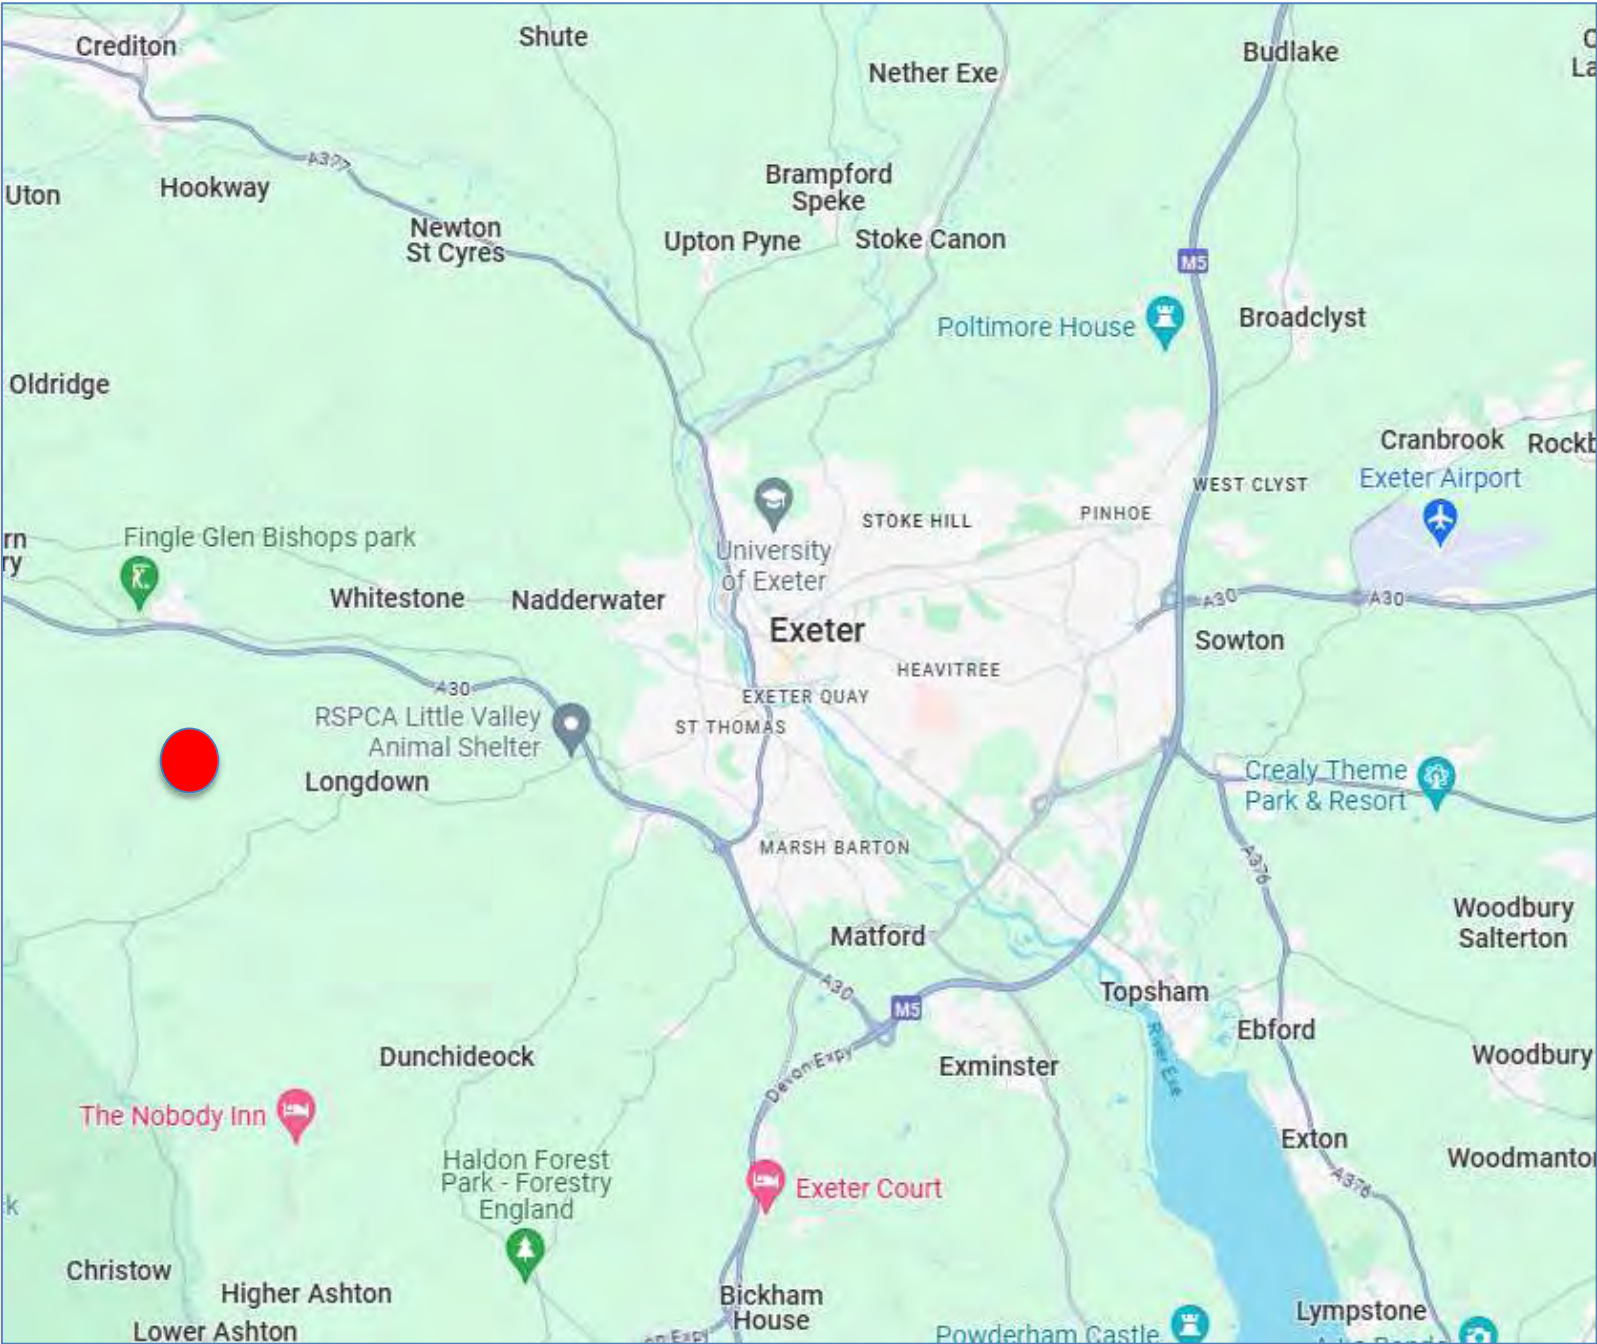 Crediton
Shute
Nether Exe
Budlake
A377
Uton
Hookway
Brampford
Speke
Newton
St Cyres
Upton Pyne
Stoke Canon
M5
Poltimore House
Broadclyst
Oldridge
Cranbrook
Exeter Airport
WEST CLYST
PINHOE
STOKE HILL
University
of Exeter
Fingle Glen Bishops park
Whitestone
Nadderwater
Exeter
A30
A30
Sowton
HEAVITREE
EXETER QUAY
ST THOMAS
A30
RSPCA Little Valley
Animal Shelter
Longdown
Crealy Theme
Park & Resort
MARSH BARTON
A376
Woodbury
Salterton
Matford
A30
M5
Topsham
Ebford
River Exe
Dunchideock
Devon Expy
Exminster
Woodbury
The Nobody Inn
Exton
Haldon Forest
Park - Forestry
England
Exeter Court
A376
Christow
Higher Ashton
Lower Ashton
Bickham
House
Lympstone
Powderham Castle